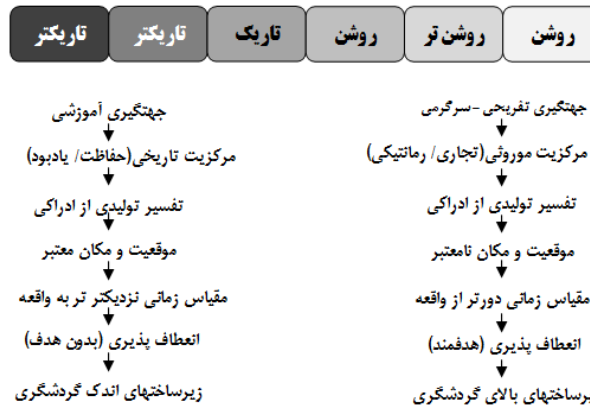 روشن	روشن تر	روشن	تاریک	تاریکتر	تاریکتر
جهتگیری تفریحی -سرگرمی
مرکزیت موروثی(تجاری/ رمانتیکی)
تفسیر تولیدی از ادراکی
موقعیت و مکان نامعتبر
مقیاس زمانی دورتر از واقعه
انعطاف پذیری (هدفمند)
یرساختهای بالای گردشگری
جهتگیری آموزشی
مرکزیت تاریخی(حفاظت/ یادبود)
تفسیر تولیدی از ادراکی
موقعیت و مکان معتبر
مقیاس زمانی نزدیکتر تر به واقعه
انعطاف پذیری (بدون هدف)
زیرساختهای اندک گردشگری